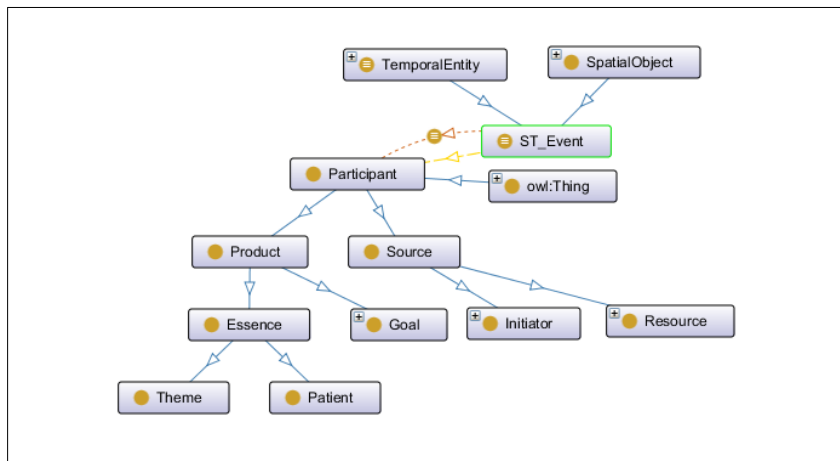 TemporalEntity
SpatialObject
ST_Event
Participant
owl:Thing
Product
Source
Essence
Goal
Initiator
Resource
Theme
Patient